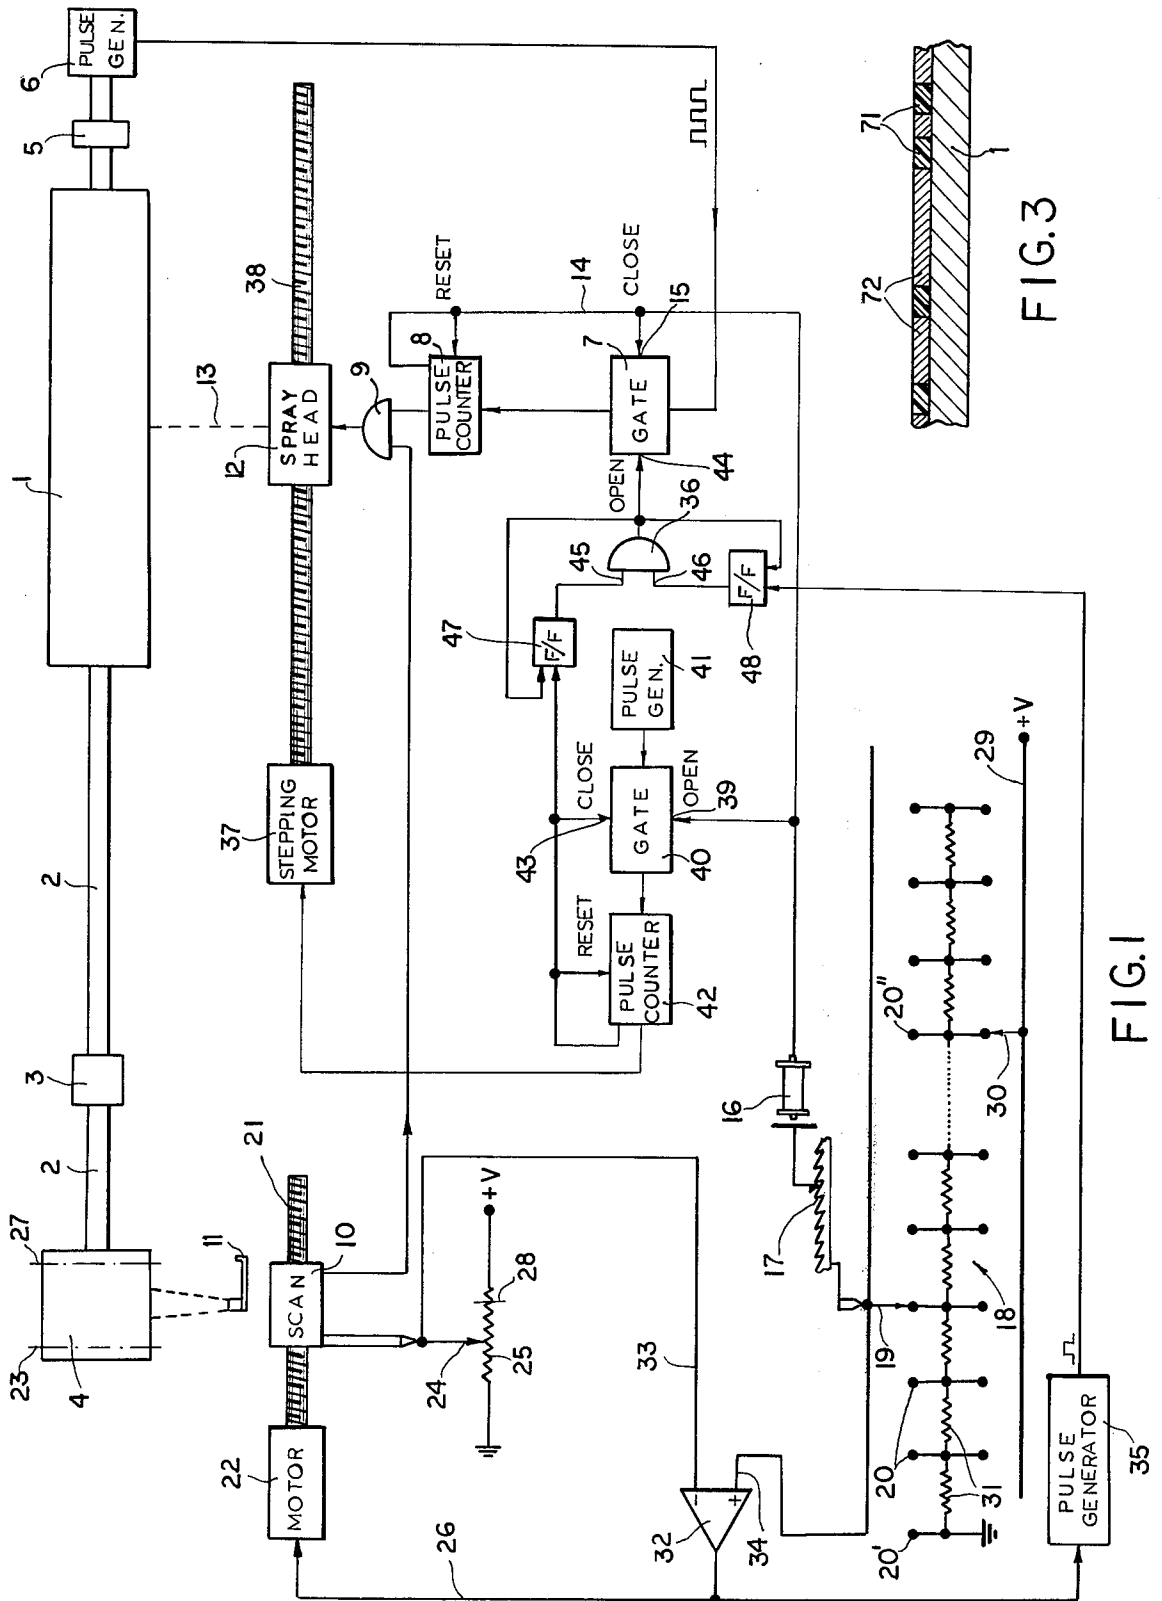 6
PULSE
GEN.
5
1
2
3
2
27
23
4
11
21
SCAN
10
MOTOR
22
24
25
28
+V
26
38
13
SPRAY
HEAD
12
9
STEPPING
MOTOR
37
RESET
8
PULSE
COUNTER
14
CLOSE
15
7
GATE
OPEN
44
36
45
46
47
F/F
F/F
48
PULSE
GEN.
41
CLOSE
GATE
OPEN
39
43
40
RESET
PULSE
COUNTER
42
16
17
33
32
34
-
+
19
18
20
20'
20"
31
30
29
+V
PULSE
GENERATOR
35
FIG.1
71
72
1
FIG.3